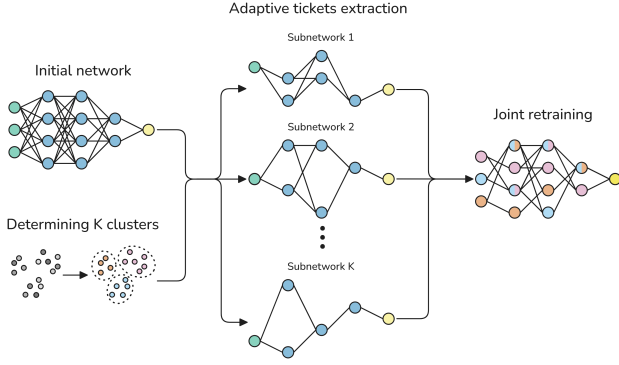 Adaptive tickets extraction
Subnetwork 1
Initial network
Subnetwork 2
Joint retraining
Determining K clusters
Subnetwork K